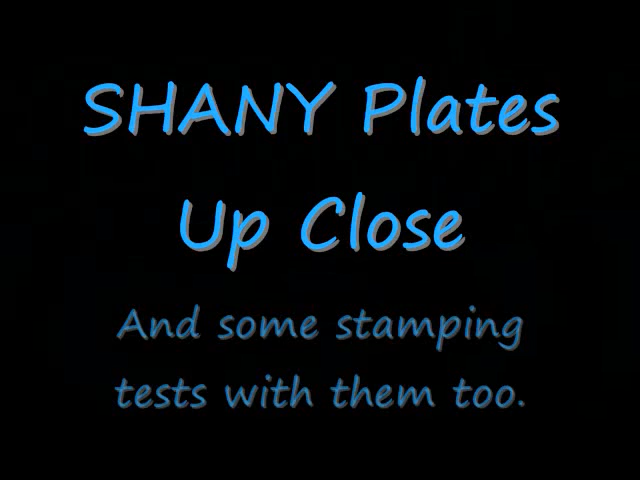 SHANY Plates
Up Close
And some stamping
tests with them too.